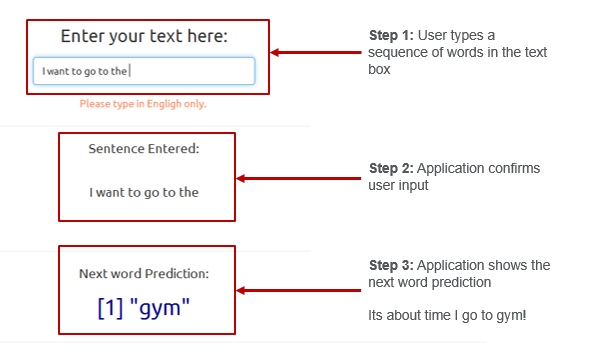 Enter your text here:
I want to go to the
Please type in Engligh only.
Sentence Entered:
I want to go to the
Next word Prediction:
[1] "gym"
Step 1: User types a
sequence of words in the text
box
Step 2: Application confirms
user input
Step 3: Application shows the
next word prediction
Its about time I go to gym!